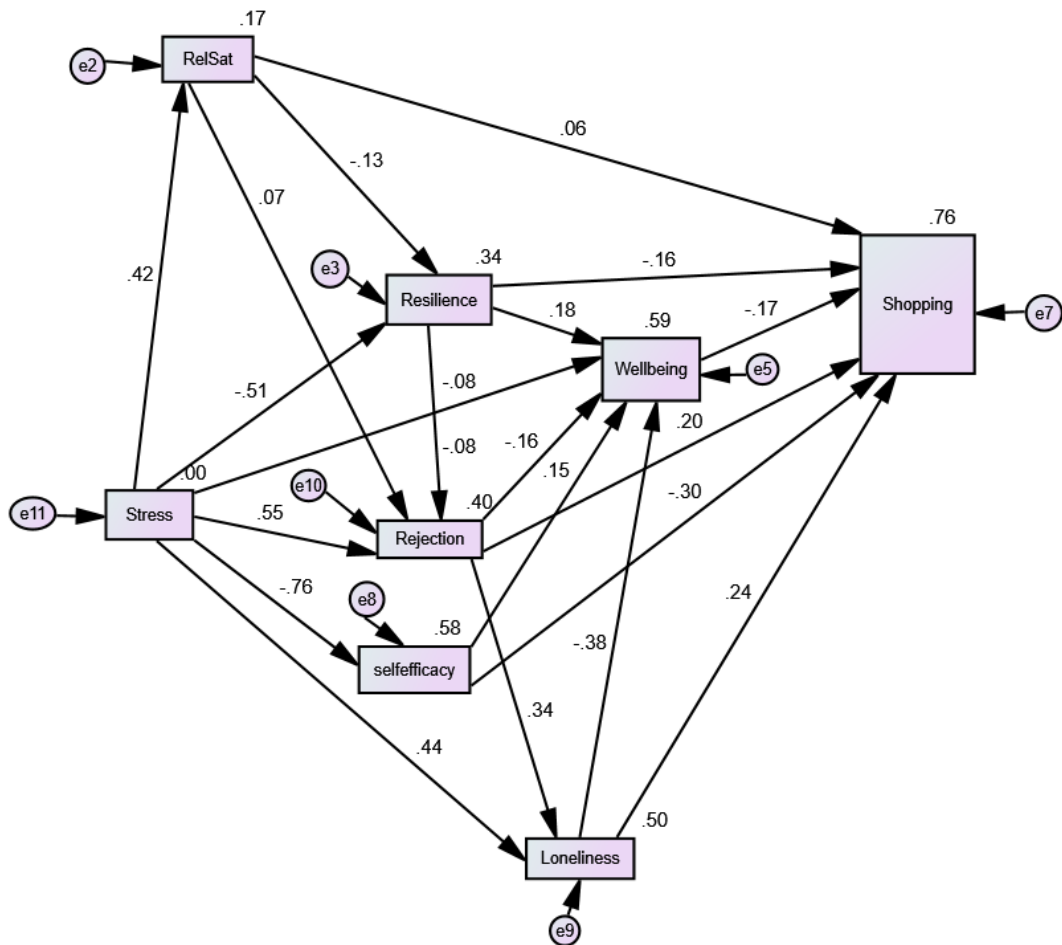 .17
RelSat
e2
.06
-.13
.07
.76
.42
e3
.34
Resilience
-.16
Shopping
e7
.18
.59
-.17
Wellbeing
e5
-.51
-.08
-.08
-.16
.20
.00
.15
e10
.40
-.30
Stress
e11
.55
Rejection
-.76
e8
.58
.24
-.38
selfefficacy
.34
.44
.50
Loneliness
e9